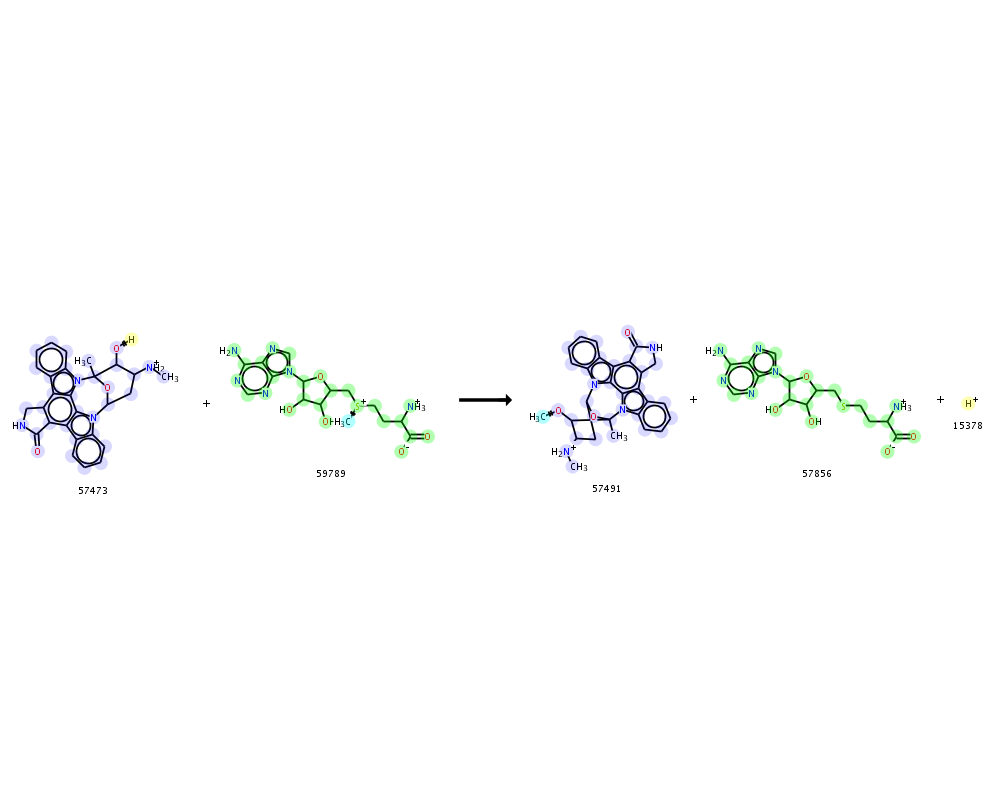 H
O
H₃C
NH₂⁺
CH₃
N
O
N
HN
O
57473
+
H₂N
N
N
N
N
N
O
HO
OH
H₃C
S⁺
NH₃⁺
O
O⁻
59789
O
NH
N
N
H₃C
O
O
CH₃
H₂N⁺
CH₃
57491
+
H₂N
N
N
N
N
N
O
HO
OH
S
NH₃⁺
O
O⁻
57856
+
H⁺
15378